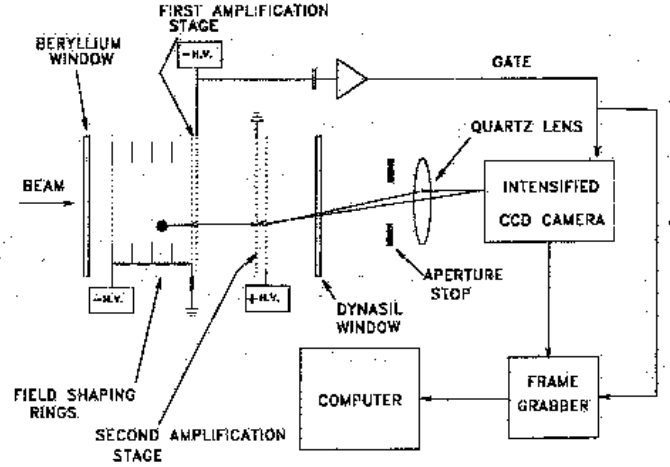 FIRST AMPLIFICATION
STAGE
BERYLLIUM
WINDOW
-H.V.
GATE
QUARTZ LENS
BEAM
INTENSIFIED
CCD CAMERA
APERTURE
STOP
-H.V.
+H.V.
DYNASIL
WINDOW
FIELD SHAPING
RINGS.
SECOND AMPLIFICATION
STAGE
COMPUTER
FRAME
GRABBER